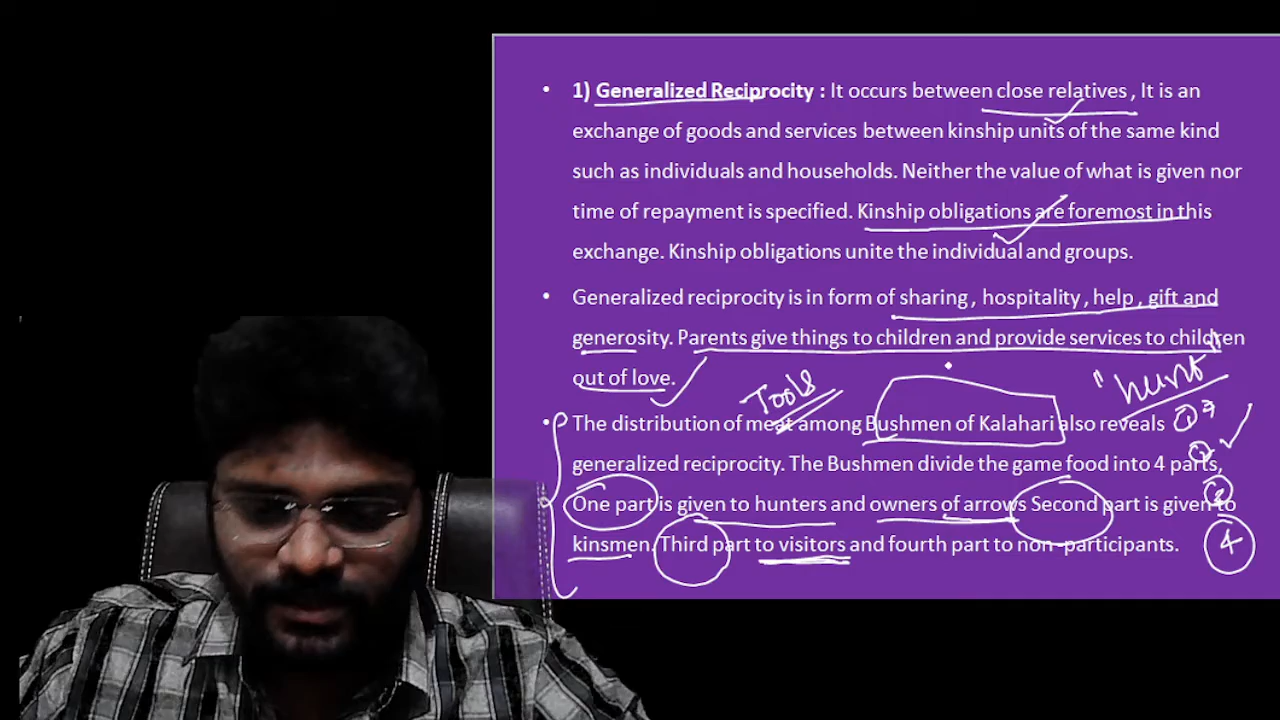 • 1) Generalized Reciprocity : It occurs between close relatives , It is an
exchange of goods and services between kinship units of the same kind
such as individuals and households. Neither the value of what is given nor
time of repayment is specified. Kinship obligations are foremost in this
exchange. Kinship obligations unite the individual and groups.
• Generalized reciprocity is in form of sharing , hospitality , help , gift and
generosity. Parents give things to children and provide services to children
out of love.
Tools
"hunt"
• The distribution of meat among Bushmen of Kalahari also reveals
generalized reciprocity. The Bushmen divide the game food into 4 parts,
One part is given to hunters and owners of arrows Second part is given to
kinsmen. Third part to visitors and fourth part to non -participants.
1
2
3
4